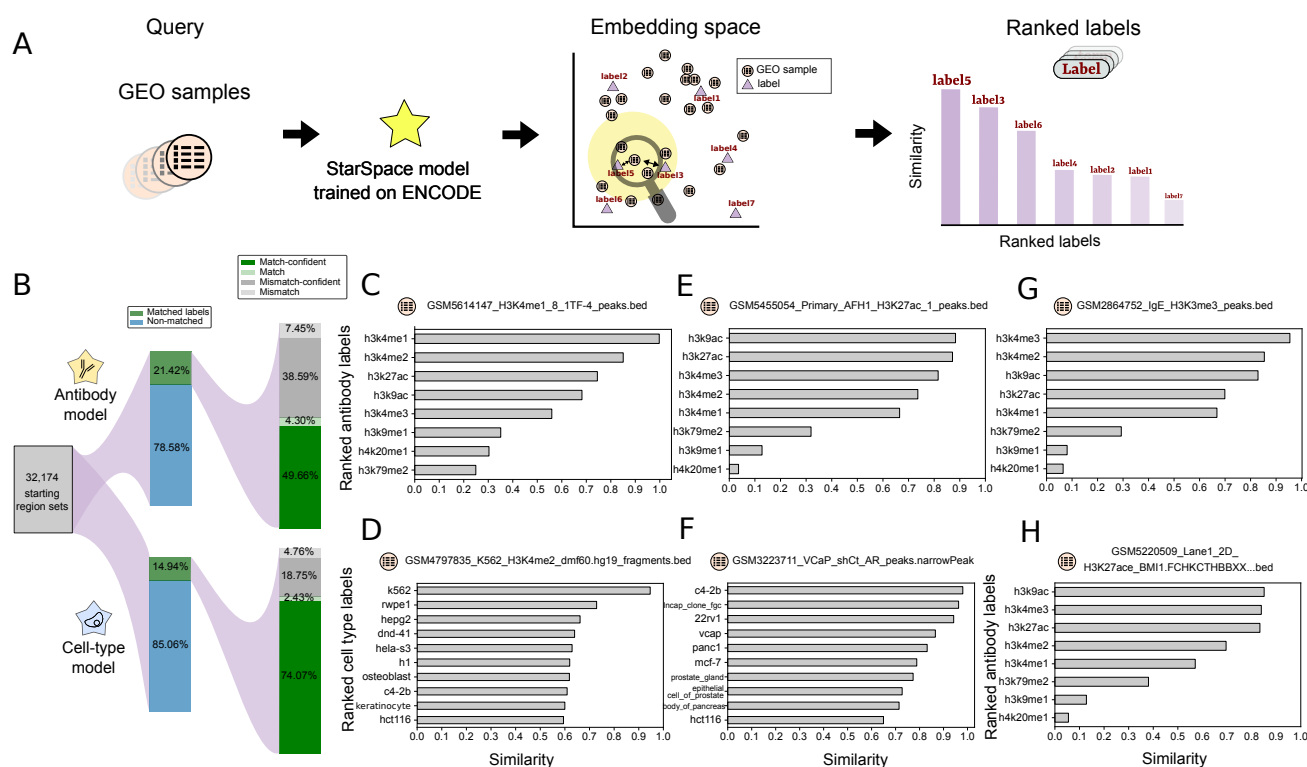 A
Query
GEO samples
StarSpace model
trained on ENCODE
Embedding space
GEO sample
label
label2
label1
label4
label5
label3
label6
label7
Ranked labels
Label
Similarity
label5
label3
label6
label4
label2
label1
label7
Ranked labels
B
Matched labels
Non-matched
Match-confident
Match
Mismatch-confident
Mismatch
Antibody
model
Cell-type
model
32,174
starting
region sets
21.42%
78.58%
7.45%
38.59%
4.30%
49.66%
14.94%
85.06%
4.76%
18.75%
2.43%
74.07%
C
GSM5614147_H3K4me1_8_1TF-4_peaks.bed
Ranked antibody labels
h3k4me1
h3k4me2
h3k27ac
h3k9ac
h3k4me3
h3k9me1
h4k20me1
h3k79me2
0.0 0.1 0.2 0.3 0.4 0.5 0.6 0.7 0.8 0.9 1.0
E
GSM5455054_Primary_AFH1_H3K27ac_1_peaks.bed
h3k9ac
h3k27ac
h3k4me3
h3k4me2
h3k4me1
h3k79me2
h3k9me1
h4k20me1
0.0 0.1 0.2 0.3 0.4 0.5 0.6 0.7 0.8 0.9 1.0
G
GSM2864752_IgE_H3K3me3_peaks.bed
h3k4me3
h3k4me2
h3k9ac
h3k27ac
h3k4me1
h3k79me2
h3k9me1
h4k20me1
0.0 0.1 0.2 0.3 0.4 0.5 0.6 0.7 0.8 0.9 1.0
D
GSM4797835_K562_H3K4me2_dmf60.hg19_fragments.bed
Ranked cell type labels
k562
rwpe1
hepg2
dnd-41
hela-s3
h1
osteoblast
c4-2b
keratinocyte
hct116
0.0 0.1 0.2 0.3 0.4 0.5 0.6 0.7 0.8 0.9 1.0
Similarity
F
GSM3223711_VCaP_shCt_AR_peaks.narrowPeak
c4-2b
lncap_clone_fgc
22rv1
vcap
panc1
mcf-7
prostate_gland
epithelial
cell_of_prostate
body_of_pancreas
hct116
0.0 0.1 0.2 0.3 0.4 0.5 0.6 0.7 0.8 0.9 1.0
Similarity
H
GSM5220509_Lane1_2D_
H3K27ace_BMI1.FCHKCTHBBXX...bed
Ranked antibody labels
h3k9ac
h3k4me3
h3k27ac
h3k4me2
h3k4me1
h3k79me2
h3k9me1
h4k20me1
0.0 0.1 0.2 0.3 0.4 0.5 0.6 0.7 0.8 0.9 1.0
Similarity